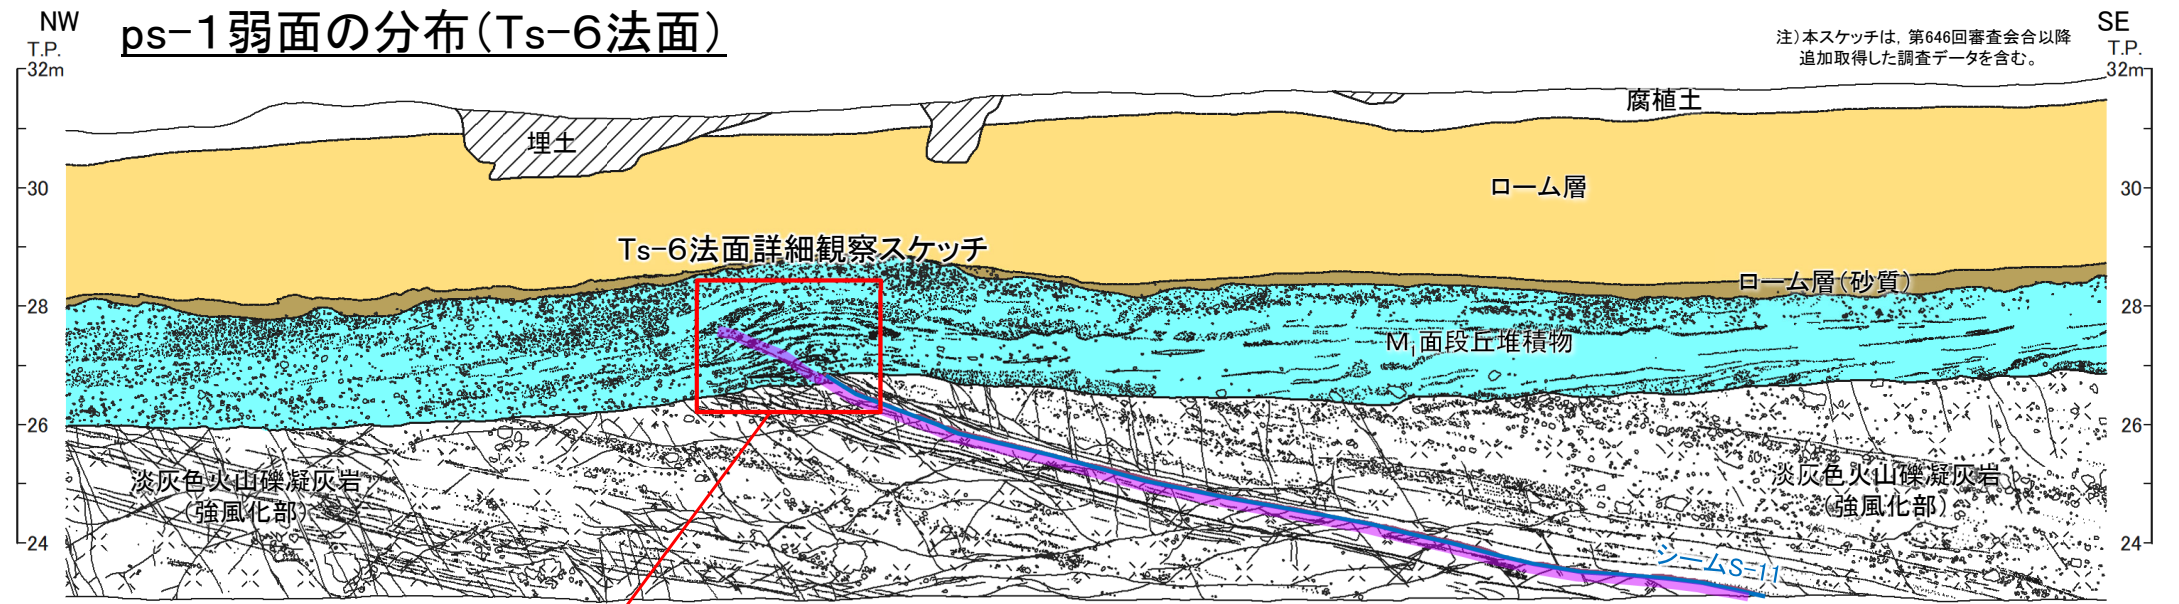 NW
ps-1弱面の分布(Ts-6法面)
SE
注)本スケッチは，第646回審査会合以降
追加取得した調査データを含む。
T.P.
32m
T.P.
32m
腐植土
埋土
30
ローム層
30
Ts-6法面詳細観察スケッチ
ローム層(砂質)
28
28
M₁面段丘堆積物
26
26
淡灰色火山礫凝灰岩
(強風化部)
淡灰色火山礫凝灰岩
(強風化部)
24
24
シームS-11